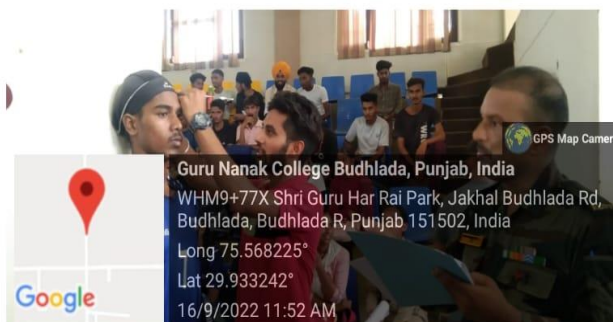 GPS Map Camer
Guru Nanak College Budhlada, Punjab, India
WHM9+77X Shri Guru Har Rai Park, Jakhal Budhlada Rd,
Budhlada, Budhlada R, Punjab 151502, India
Long 75.568225°
Lat 29.933242°
16/9/2022 11:52 AM
Google